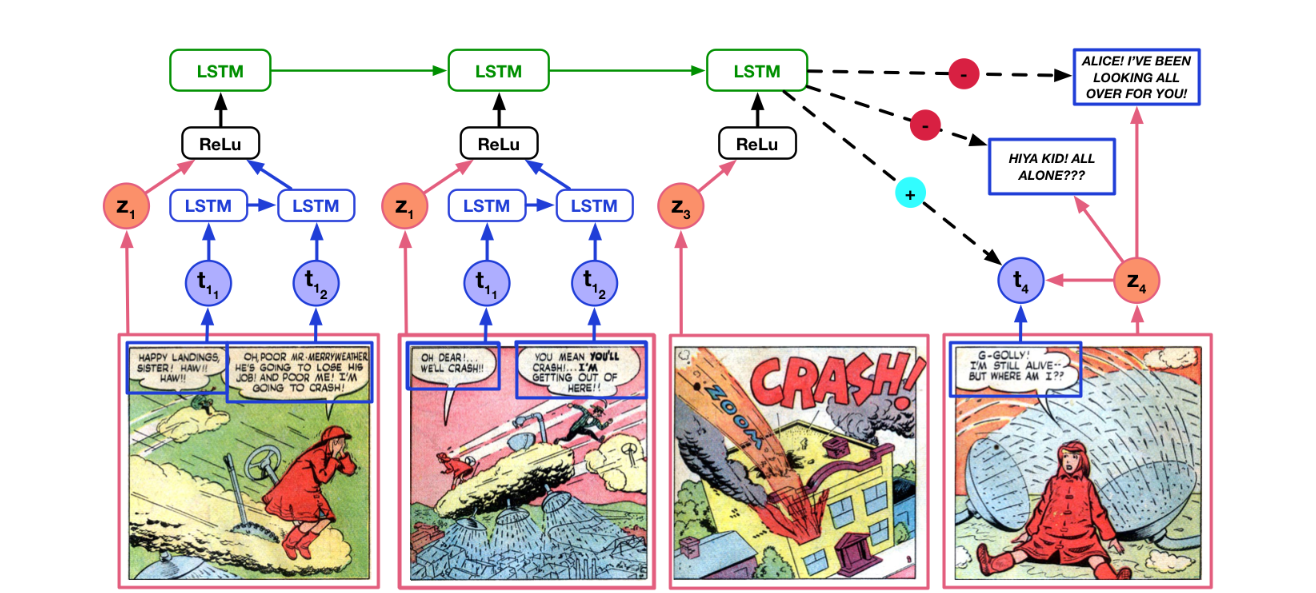 LSTM
LSTM
LSTM
-
ALICE! I'VE BEEN
LOOKING ALL
OVER FOR YOU!
-
HIYA KID! ALL
ALONE???
ReLu
ReLu
ReLu
+
z1
LSTM
LSTM
z1
LSTM
LSTM
z3
t11
t12
t11
t12
t4
z4
HAPPY LANDINGS,
SISTER! HAW!!
HAW!!
OH, POOR MR. MERRYWEATHER
HE'S GOING TO LOSE HIS
JOB! AND POOR ME! I'M
GOING TO CRASH!
OH DEAR!...
WE'LL CRASH!!
YOU MEAN YOU'LL
CRASH!...I'M
GETTING OUT OF
HERE!!
ZOOM
CRASH!
G-GOLLY!
I'M STILL ALIVE--
BUT WHERE AM I??